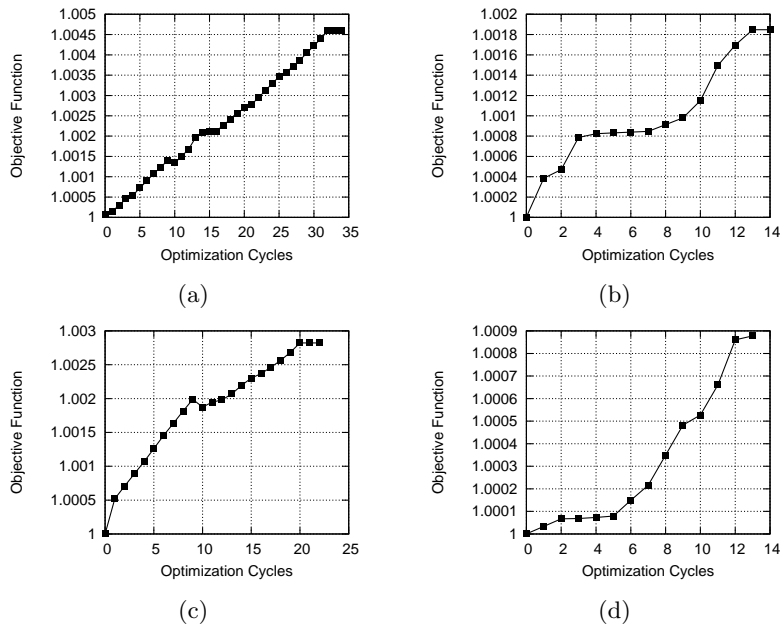 1.005
1.0045
1.004
1.0035
1.003
1.0025
1.002
1.0015
1.001
1.0005
1
Objective Function
0 5 10 15 20 25 30 35
Optimization Cycles
(a)
1.002
1.0018
1.0016
1.0014
1.0012
1.001
1.0008
1.0006
1.0004
1.0002
1
Objective Function
0 2 4 6 8 10 12 14
Optimization Cycles
(b)
1.003
1.0025
1.002
1.0015
1.001
1.0005
1
Objective Function
0 5 10 15 20 25
Optimization Cycles
(c)
1.0009
1.0008
1.0007
1.0006
1.0005
1.0004
1.0003
1.0002
1.0001
1
Objective Function
0 2 4 6 8 10 12 14
Optimization Cycles
(d)